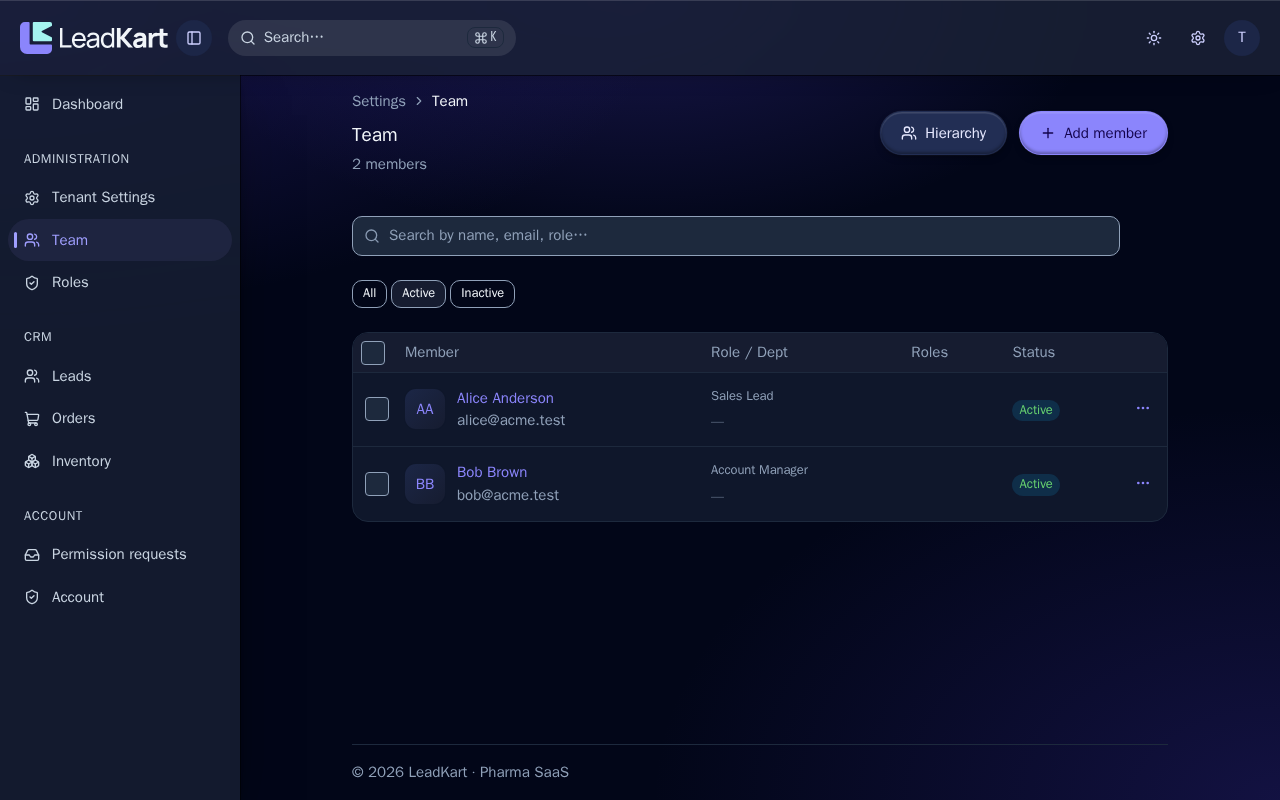 LeadKart
Search…
⌘K
T
Dashboard
ADMINISTRATION
Tenant Settings
Team
Roles
CRM
Leads
Orders
Inventory
ACCOUNT
Permission requests
Account
Settings > Team
Team
2 members
Hierarchy
+ Add member
Search by name, email, role…
All
Active
Inactive
Member Role / Dept Roles Status
AA Alice Anderson
alice@acme.test
Sales Lead
—
Active
BB Bob Brown
bob@acme.test
Account Manager
—
Active
© 2026 LeadKart · Pharma SaaS